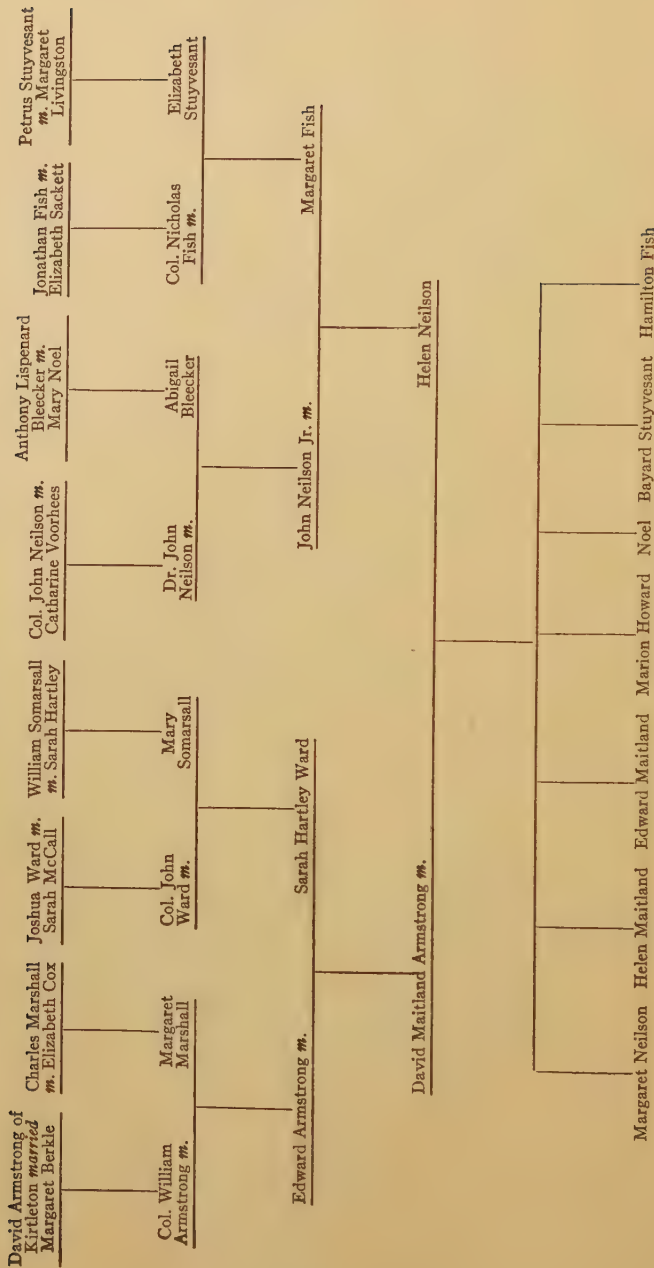 David Armstrong of
Kirtleton married
Margaret Berkle
Charles Marshall
m. Elizabeth Cox
Joshua Ward m.
Sarah McCall
William Somarsall
m. Sarah Hartley
Col. John Neilson m.
Catharine Voorhees
Anthony Lispenard
Bleecker m.
Mary Noel
Jonathan Fish m.
Elizabeth Sackett
Petrus Stuyvesant
m. Margaret
Livingston
Col. William
Armstrong m.
Margaret
Marshall
Col. John
Ward m.
Mary
Somarsall
Dr. John
Neilson m.
Abigail
Bleecker
Col. Nicholas
Fish m.
Elizabeth
Stuyvesant
Edward Armstrong m.
Sarah Hartley Ward
John Neilson Jr. m.
Margaret Fish
David Maitland Armstrong m.
Helen Neilson
Margaret Neilson
Helen Maitland
Edward Maitland
Marion Howard
Noel
Bayard Stuyvesant
Hamilton Fish